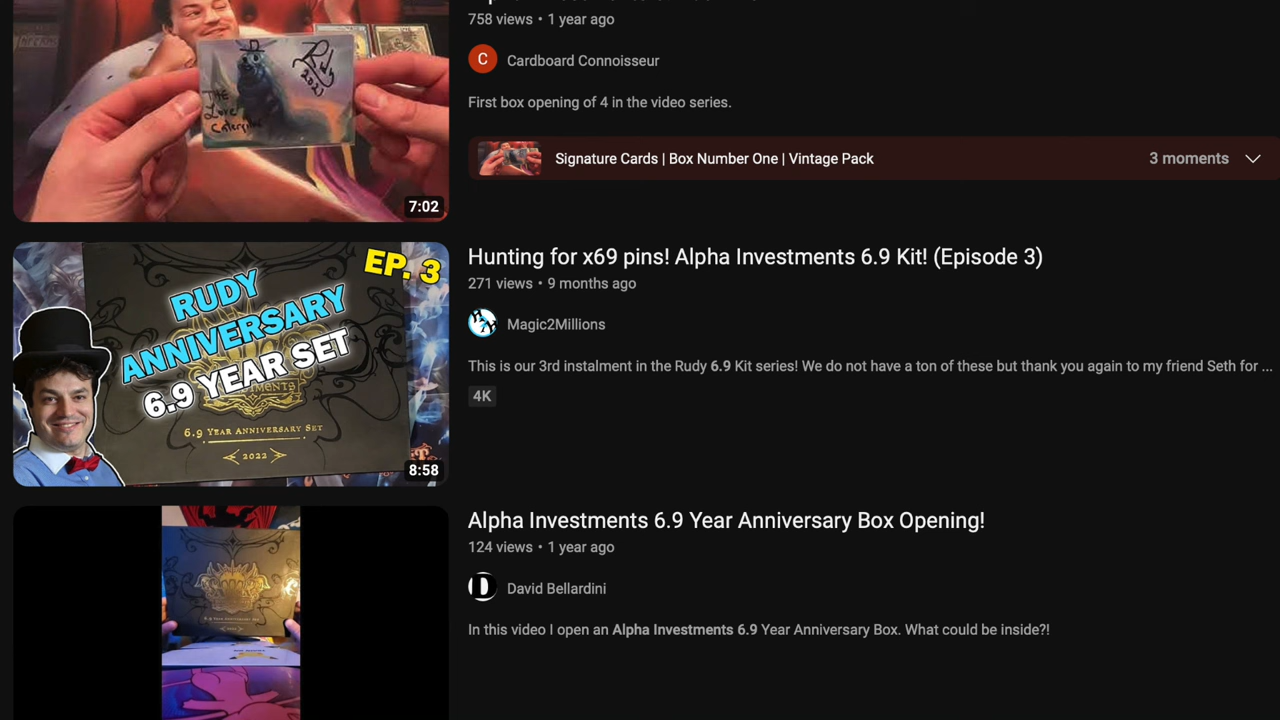 758 views • 1 year ago
C
Cardboard Connoisseur
First box opening of 4 in the video series.
Signature Cards | Box Number One | Vintage Pack
3 moments
THE
Love
7:02
EP. 3
RUDY
ANNIVERSARY
6.9 YEAR SET
6.9 YEAR ANNIVERSARY SET
2022
8:58
Hunting for x69 pins! Alpha Investments 6.9 Kit! (Episode 3)
271 views • 9 months ago
Magic2Millions
This is our 3rd instalment in the Rudy 6.9 Kit series! We do not have a ton of these but thank you again to my friend Seth for ...
4K
Alpha Investments 6.9 Year Anniversary Box Opening!
124 views • 1 year ago
D
David Bellardini
In this video I open an Alpha Investments 6.9 Year Anniversary Box. What could be inside?!